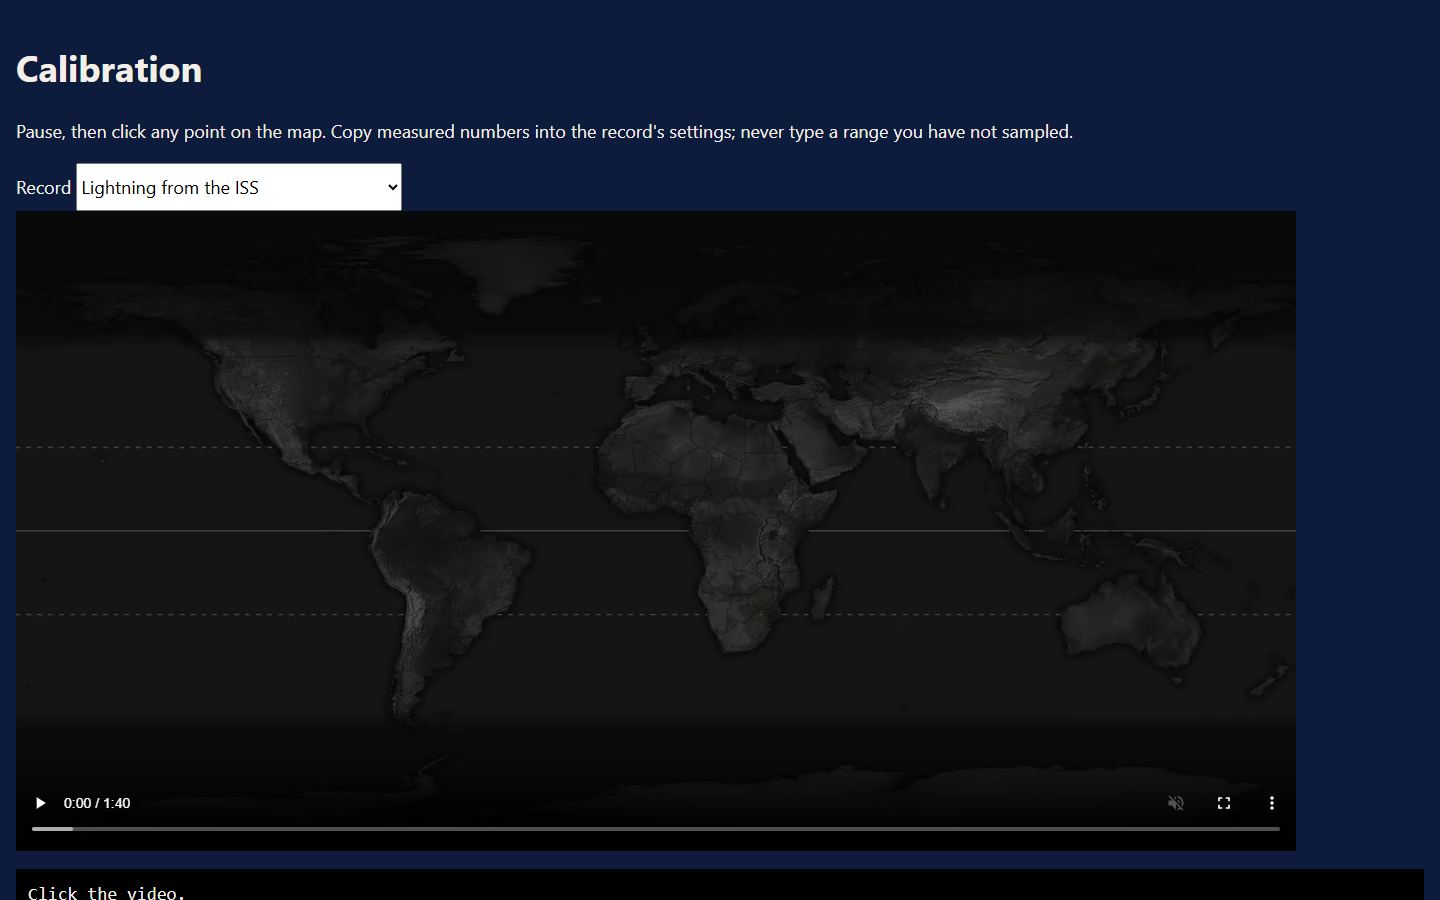 Calibration
Pause, then click any point on the map. Copy measured numbers into the record's settings; never type a range you have not sampled.
Record Lightning from the ISS
0:00 / 1:40
Click the video.